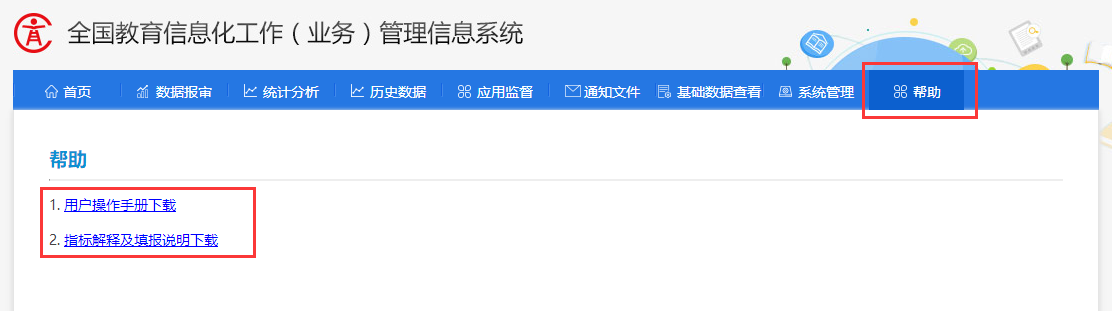 全国教育信息化工作（业务）管理信息系统
首页 数据报审 统计分析 历史数据 应用监督 通知文件 基础数据查看 系统管理 帮助
帮助
1. 用户操作手册下载
2. 指标解释及填报说明下载